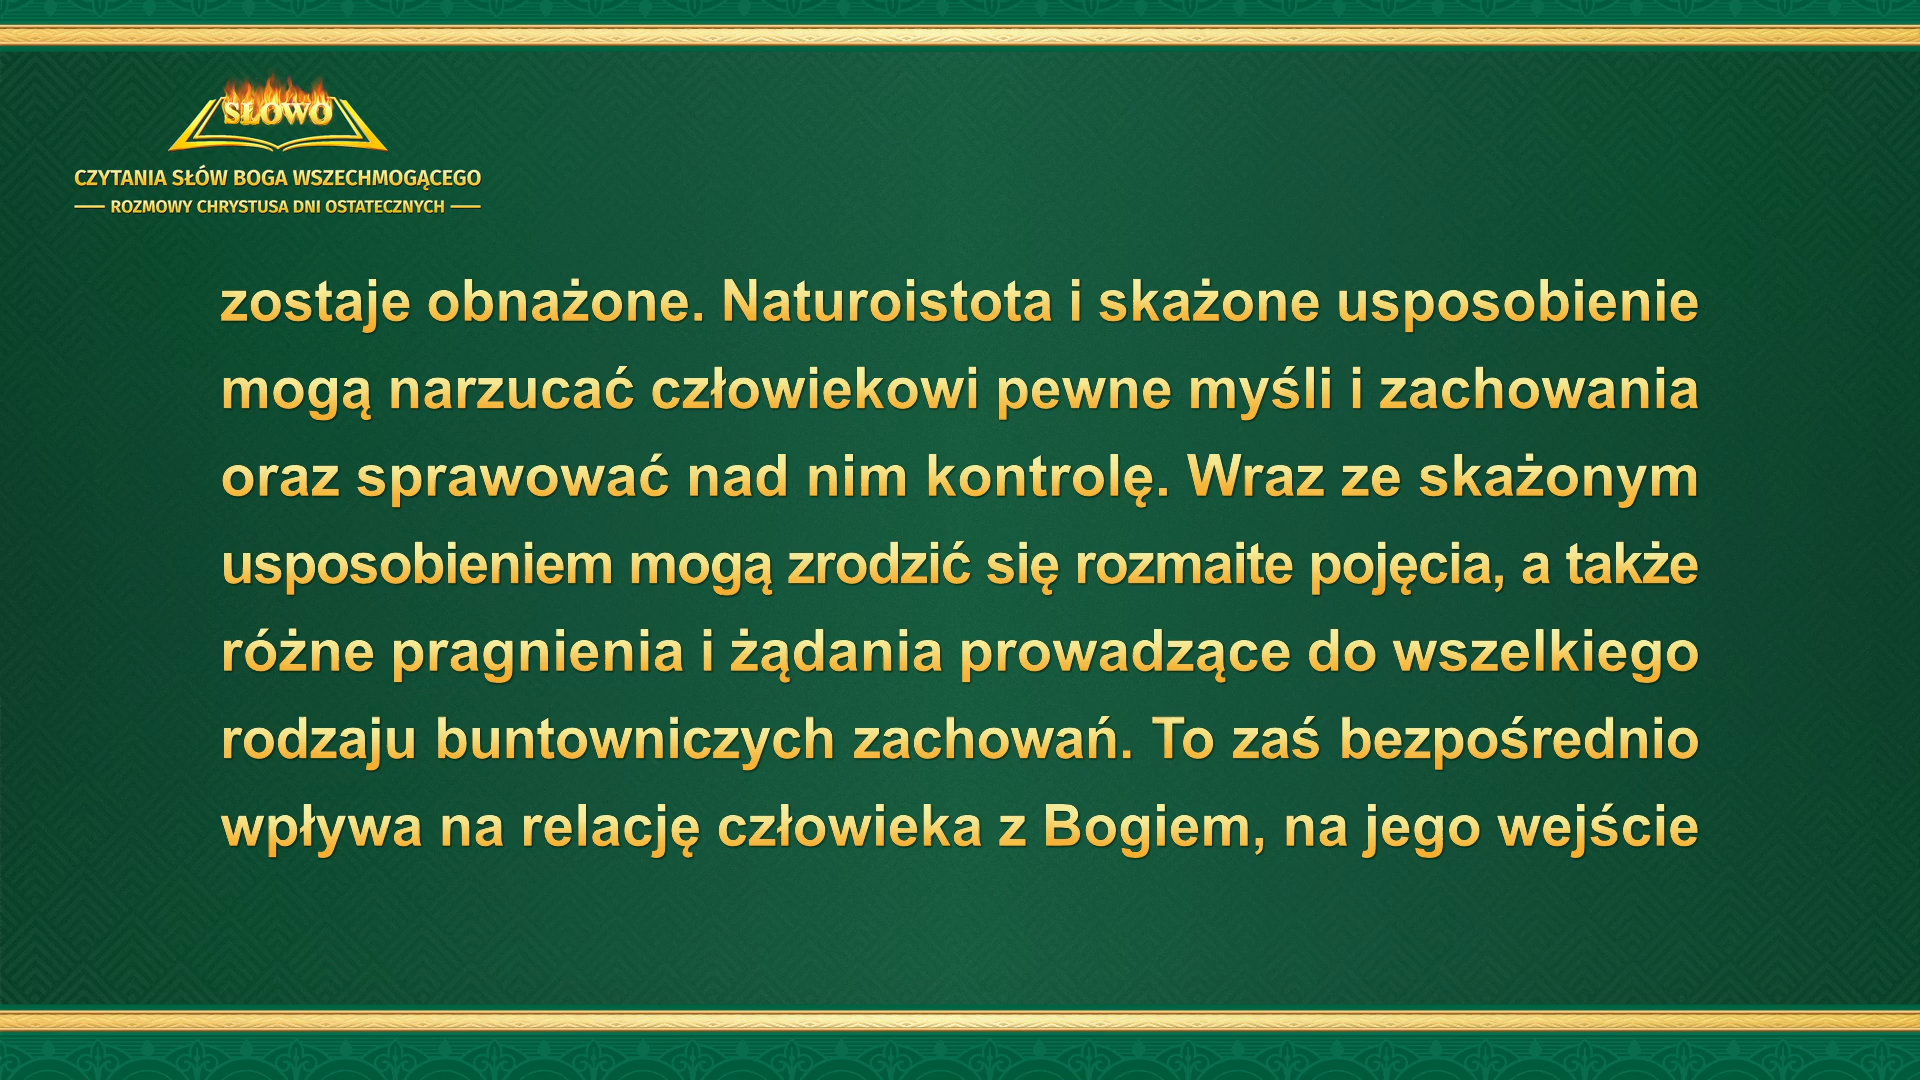 SŁOWO
CZYTANIA SŁÓW BOGA WSZECHMOGĄCEGO
ROZMOWY CHRYSTUSA DNI OSTATECZNYCH
zostaje obnażone. Naturoistota i skażone usposobienie
mogą narzucać człowiekowi pewne myśli i zachowania
oraz sprawować nad nim kontrolę. Wraz ze skażonym
usposobieniem mogą zrodzić się rozmaite pojęcia, a także
różne pragnienia i żądania prowadzące do wszelkiego
rodzaju buntowniczych zachowań. To zaś bezpośrednio
wpływa na relację człowieka z Bogiem, na jego wejście